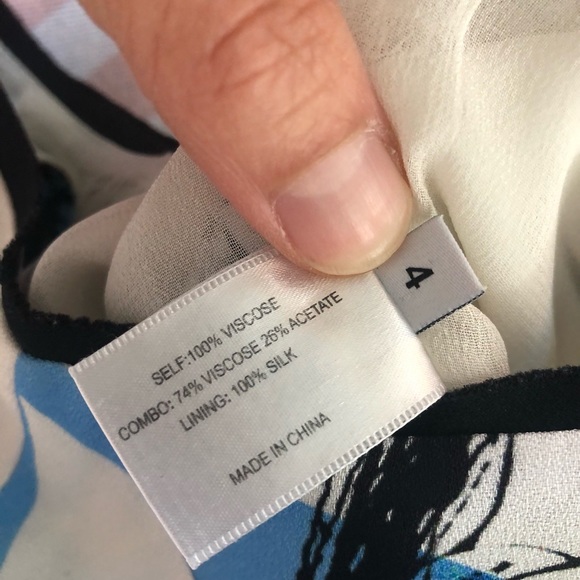 SELF:100% VISCOSE
COMBO: 74% VISCOSE 26% ACETATE
LINING: 100% SILK
MADE IN CHINA
4